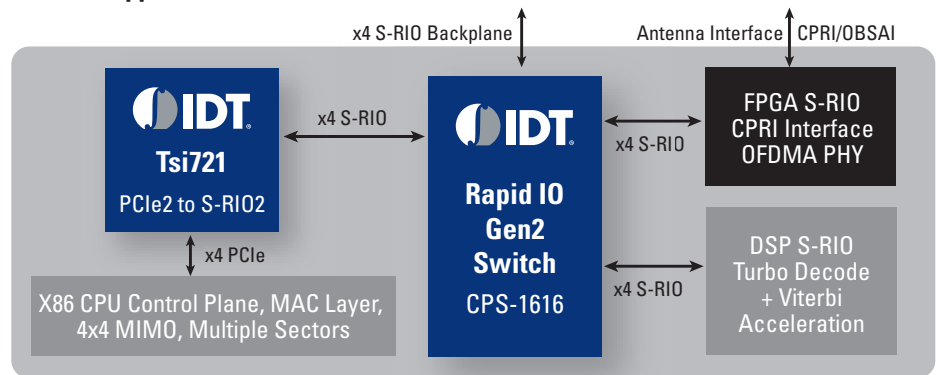 x4 S-RIO Backplane
Antenna Interface
CPRI/OBSAI
IDT.
Tsi721
PCIe2 to S-RIO2
x4 S-RIO
x4 PCIe
X86 CPU Control Plane, MAC Layer,
4x4 MIMO, Multiple Sectors
IDT.
Rapid IO
Gen2
Switch
CPS-1616
x4 S-RIO
FPGA S-RIO
CPRI Interface
OFDMA PHY
x4 S-RIO
DSP S-RIO
Turbo Decode
+ Viterbi
Acceleration